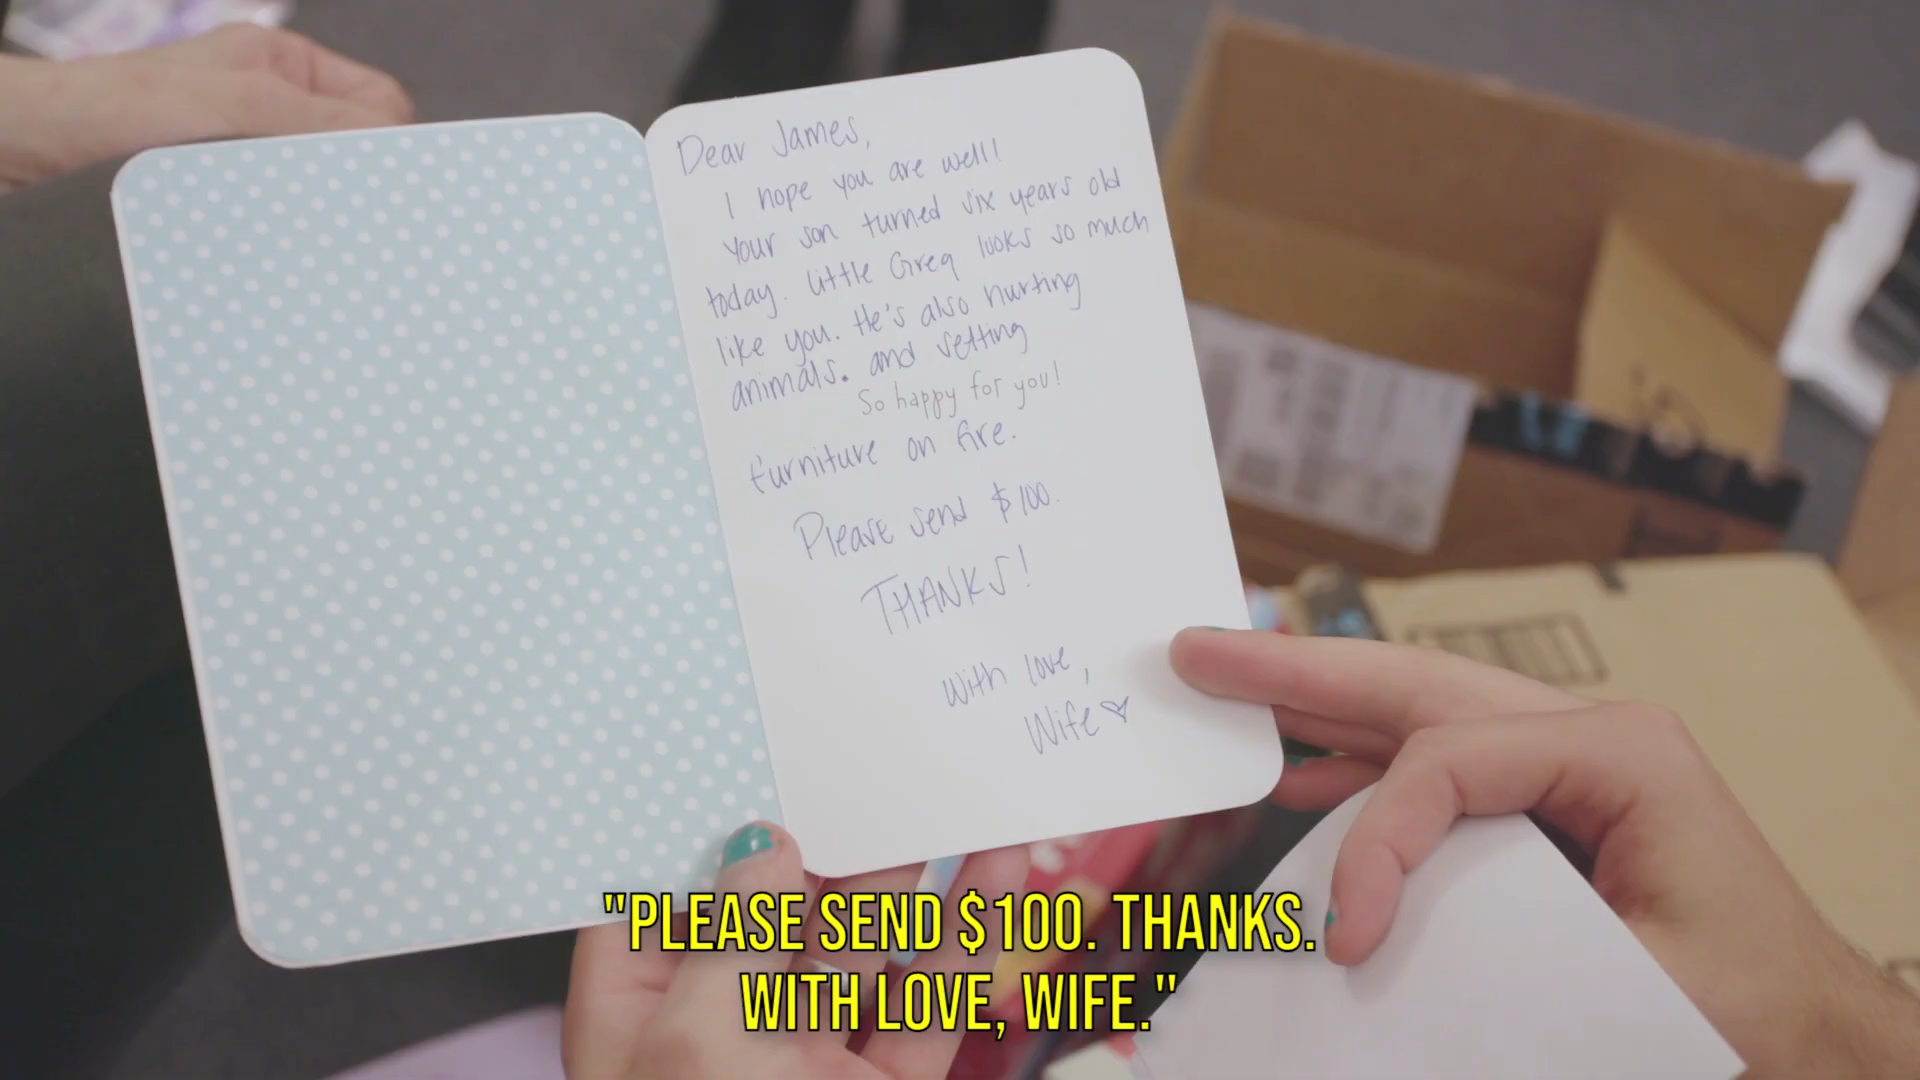 Dear James,
I hope you are well!
Your son turned six years old
today. Little Greg looks so much
like you. He's also hurting
animals. and setting
So happy for you!
furniture on fire.
Please send $100.
THANKS!
With love,
Wife
"PLEASE SEND $100. THANKS.
WITH LOVE, WIFE."